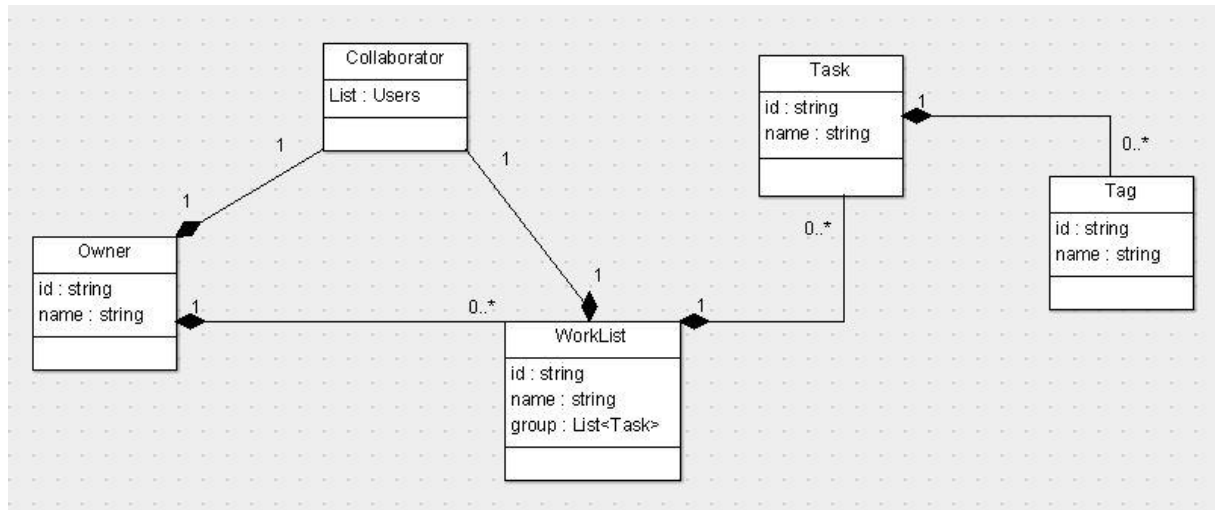 Collaborator
List : Users
1
1
1
1
Owner
id : string
name : string
1
0..*
WorkList
id : string
name : string
group : List<Task>
1
0..*
Task
id : string
name : string
1
0..*
Tag
id : string
name : string